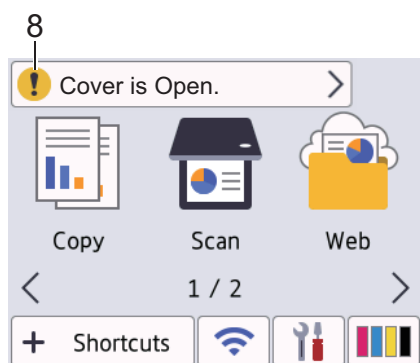 8
! Cover is Open. >
Copy Scan Web
< 1 / 2 >
+ Shortcuts